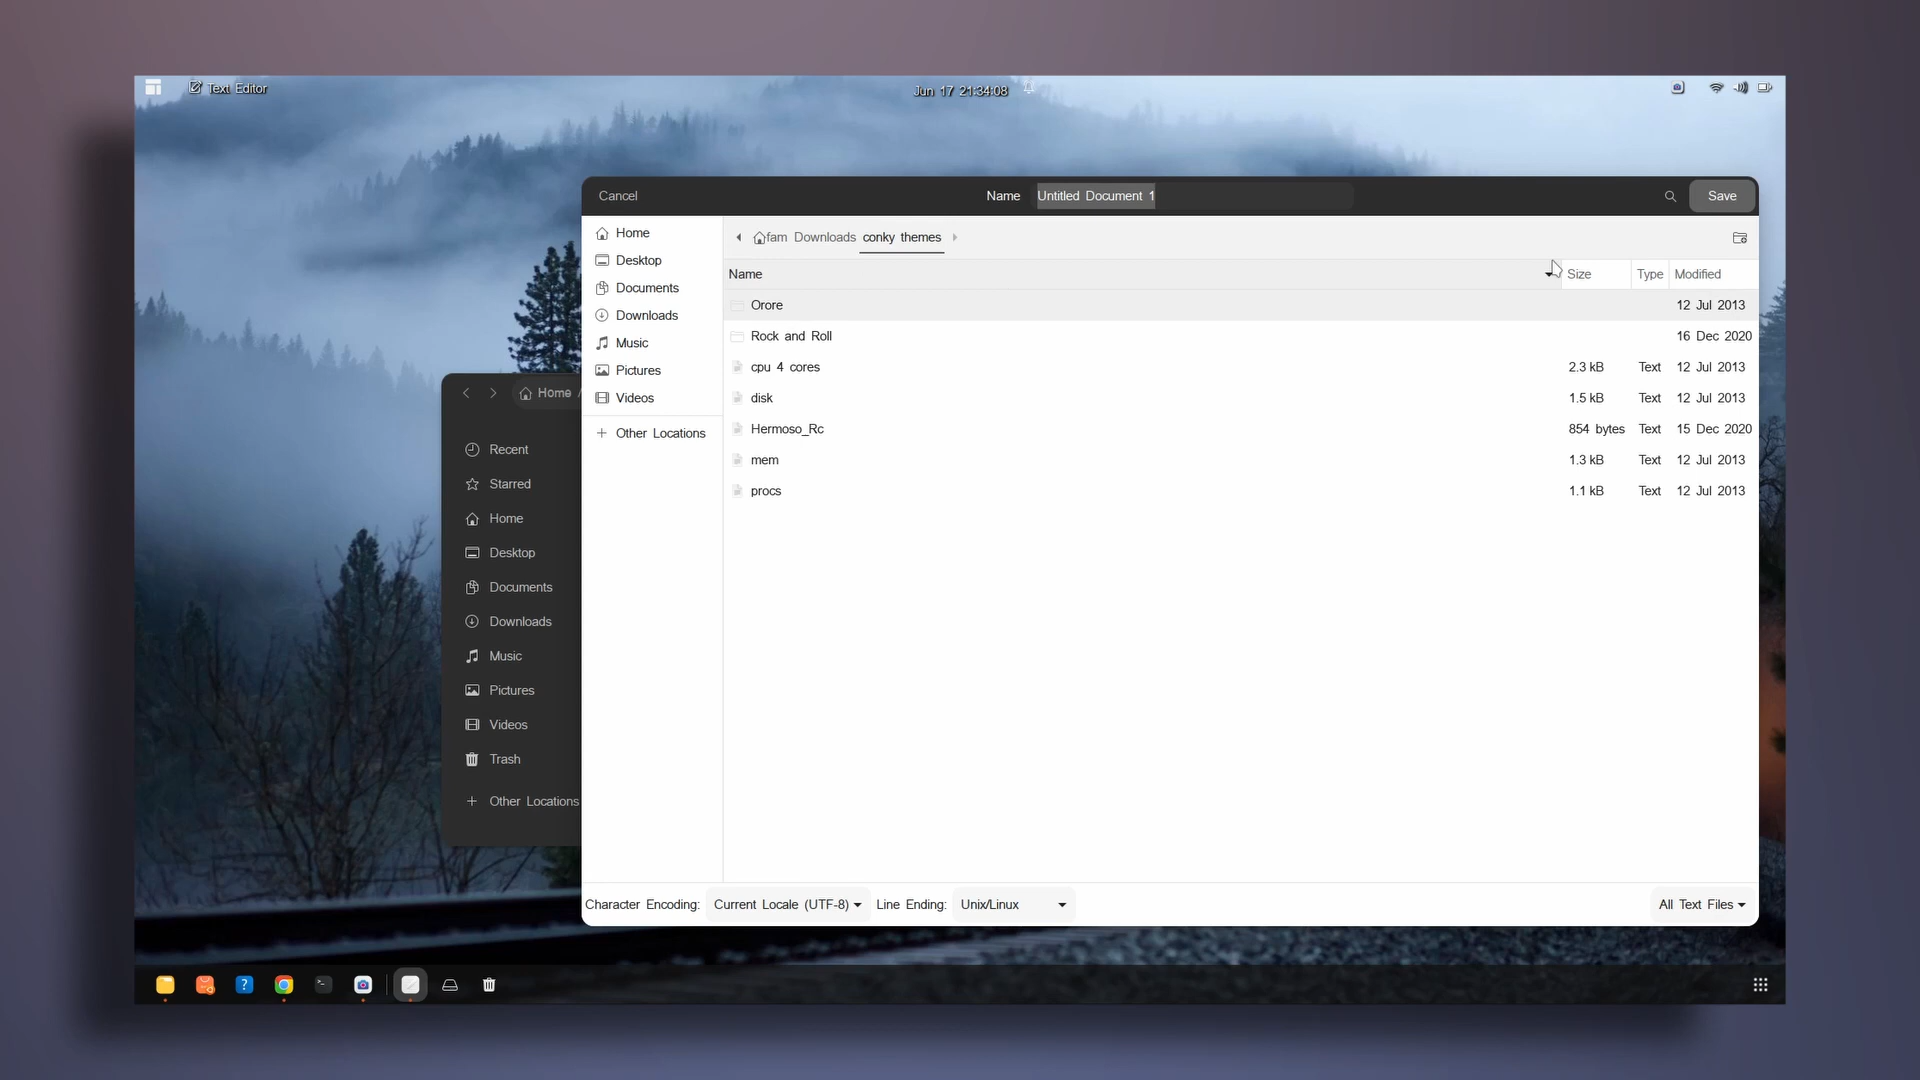 Text Editor
Jun 17 21:34:08
Cancel
Name Untitled Document 1
Save
Home
Desktop
Documents
Downloads
Music
Pictures
Videos
Other Locations
fam Downloads conky themes
Name Size Type Modified
Orore 12 Jul 2013
Rock and Roll 16 Dec 2020
cpu 4 cores 2.3 kB Text 12 Jul 2013
disk 1.5 kB Text 12 Jul 2013
Hermoso_Rc 854 bytes Text 15 Dec 2020
mem 1.3 kB Text 12 Jul 2013
procs 1.1 kB Text 12 Jul 2013
Character Encoding: Current Locale (UTF-8) Line Ending: Unix/Linux All Text Files
Home /
Recent
Starred
Home
Desktop
Documents
Downloads
Music
Pictures
Videos
Trash
Other Locations